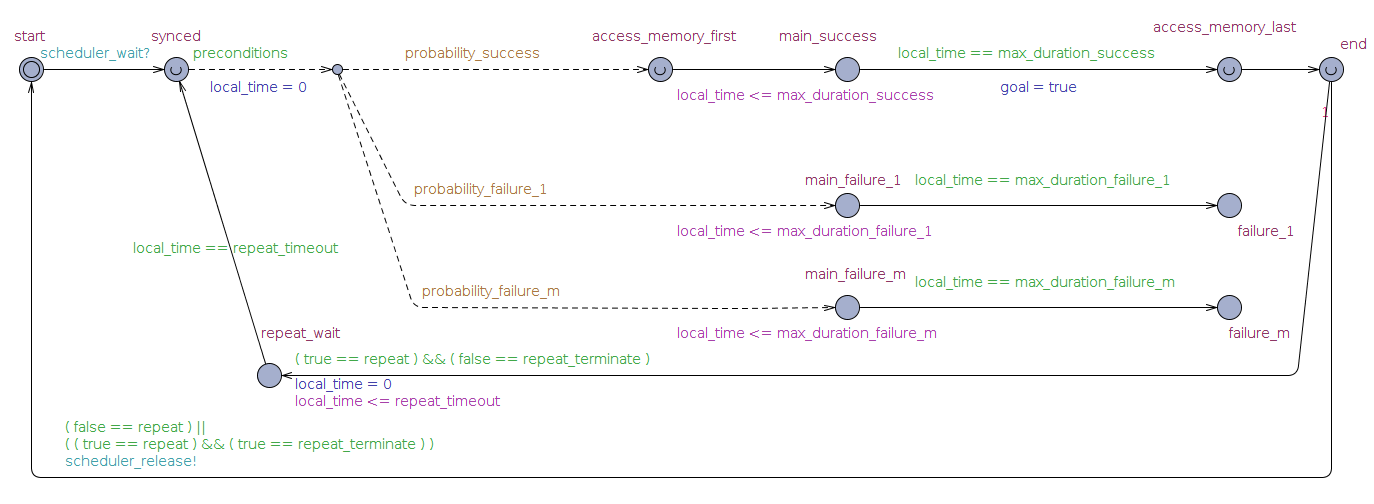 start
scheduler_wait?
synced
preconditions
local_time = 0
probability_success
access_memory_first
main_success
local_time <= max_duration_success
local_time == max_duration_success
goal = true
access_memory_last
end
1
probability_failure_1
main_failure_1
local_time == max_duration_failure_1
local_time <= max_duration_failure_1
failure_1
local_time == repeat_timeout
probability_failure_m
main_failure_m
local_time == max_duration_failure_m
local_time <= max_duration_failure_m
failure_m
repeat_wait
( true == repeat ) && ( false == repeat_terminate )
local_time = 0
local_time <= repeat_timeout
( false == repeat ) ||
( ( true == repeat ) && ( true == repeat_terminate ) )
scheduler_release!